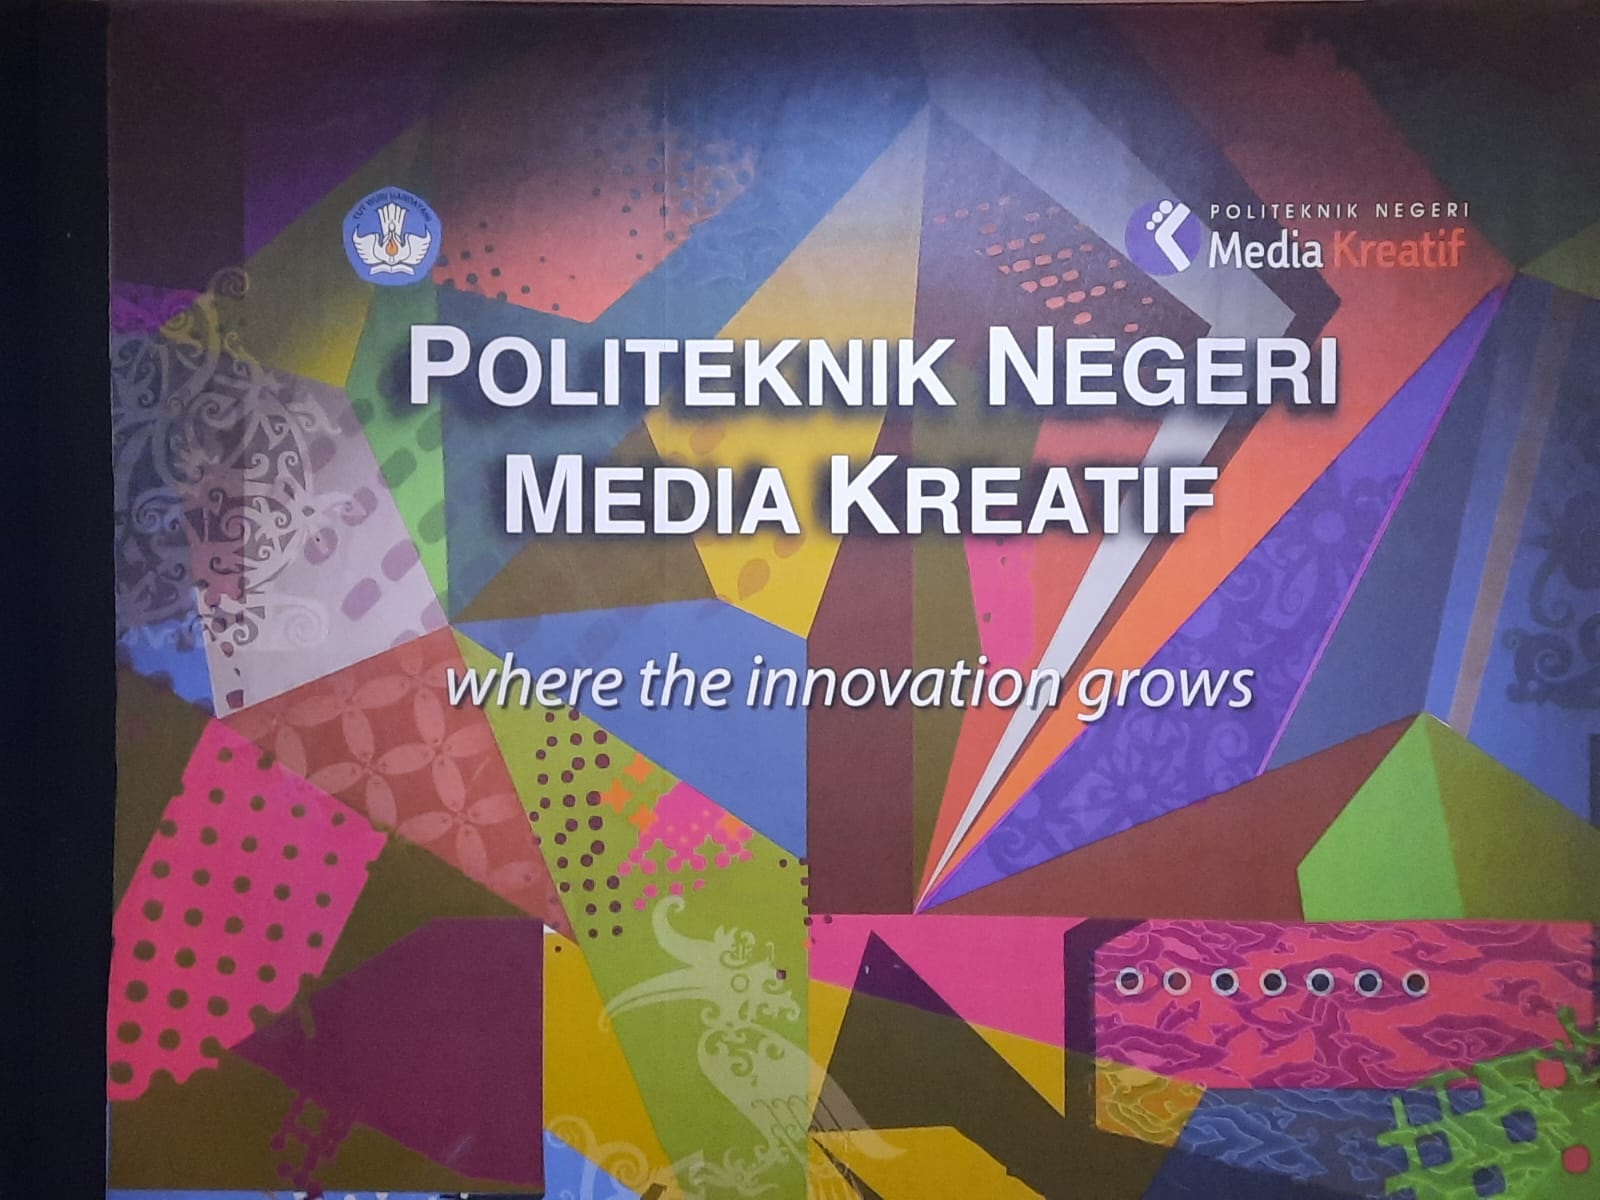 TUT WURI HANDAYANI
POLITEKNIK NEGERI
Media Kreatif
POLITEKNIK NEGERI
MEDIA KREATIF
where the innovation grows